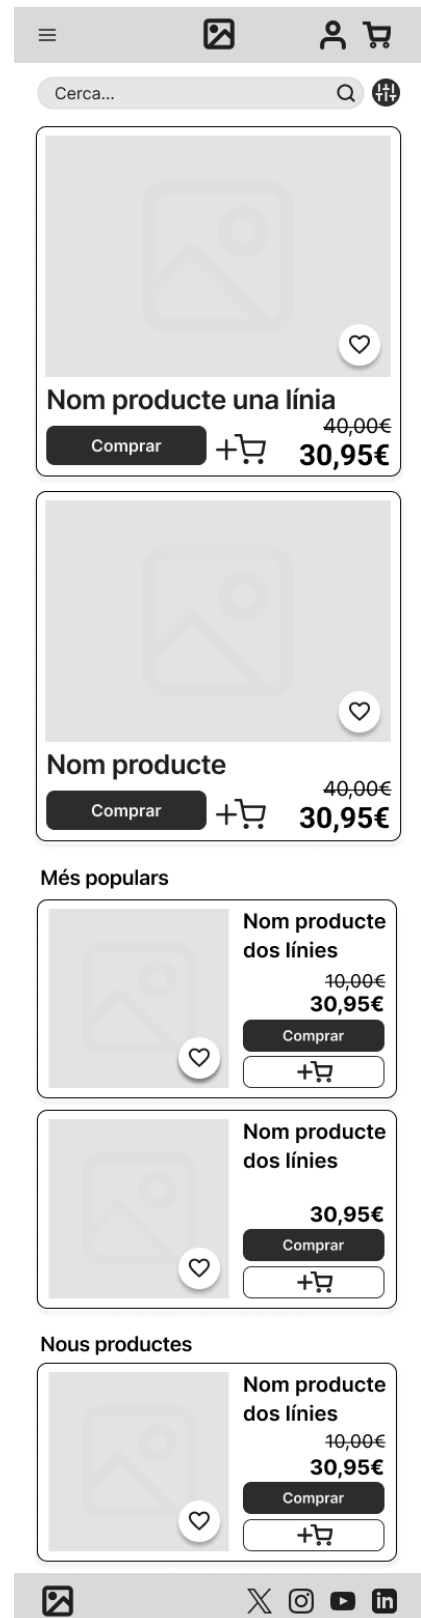 Cerca...
Nom producte una línia
40,00€
Comprar
30,95€
Nom producte
40,00€
Comprar
30,95€
Més populars
Nom producte
dos línies
10,00€
30,95€
Comprar
Nom producte
dos línies
30,95€
Comprar
Nous productes
Nom producte
dos línies
10,00€
30,95€
Comprar